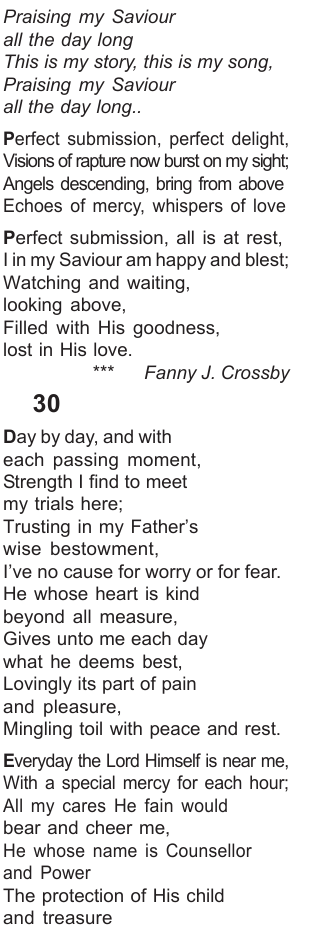 Praising my Saviour
all the day long
This is my story, this is my song,
Praising my Saviour
all the day long..
Perfect submission, perfect delight,
Visions of rapture now burst on my sight;
Angels descending, bring from above
Echoes of mercy, whispers of love
Perfect submission, all is at rest,
I in my Saviour am happy and blest;
Watching and waiting,
looking above,
Filled with His goodness,
lost in His love.
*** Fanny J. Crossby
30
Day by day, and with
each passing moment,
Strength I find to meet
my trials here;
Trusting in my Father's
wise bestowment,
I've no cause for worry or for fear.
He whose heart is kind
beyond all measure,
Gives unto me each day
what he deems best,
Lovingly its part of pain
and pleasure,
Mingling toil with peace and rest.
Everyday the Lord Himself is near me,
With a special mercy for each hour;
All my cares He fain would
bear and cheer me,
He whose name is Counsellor
and Power
The protection of His child
and treasure